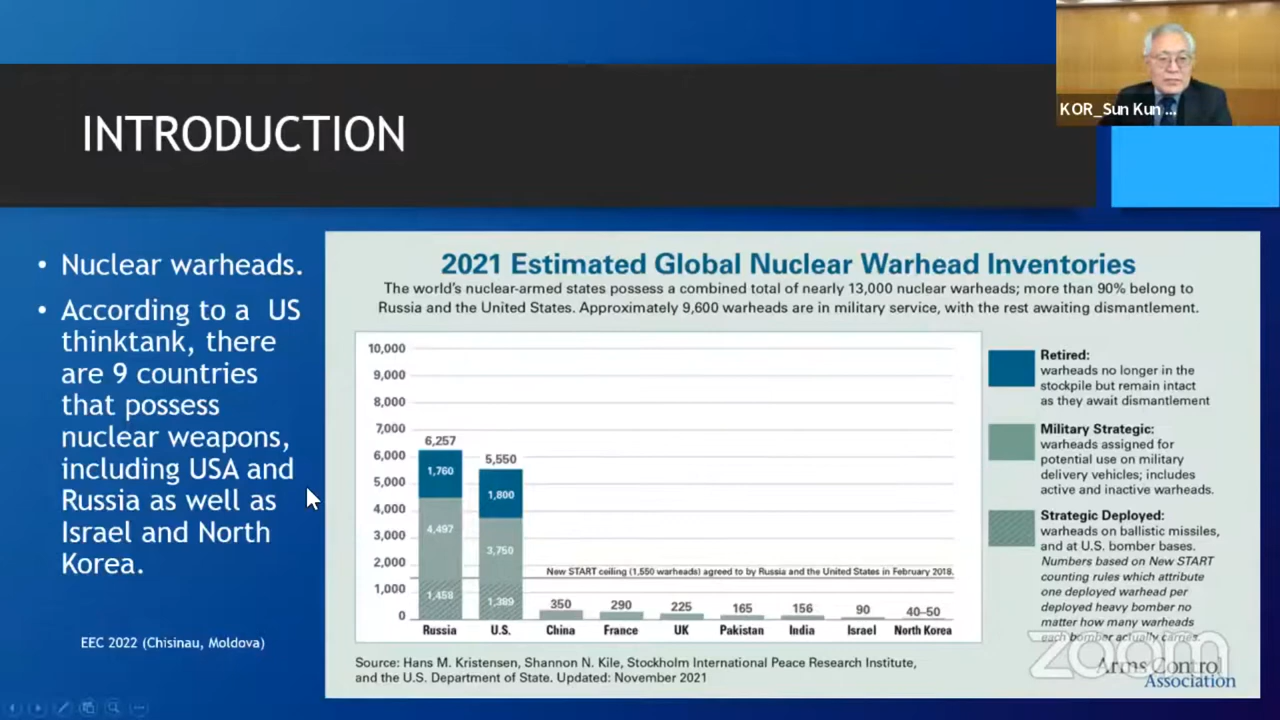 KOR_Sun Kun ...
INTRODUCTION
• Nuclear warheads.
• According to a US
thinktank, there
are 9 countries
that possess
nuclear weapons,
including USA and
Russia as well as
Israel and North
Korea.
EEC 2022 (Chisinau, Moldova)
2021 Estimated Global Nuclear Warhead Inventories
The world's nuclear-armed states possess a combined total of nearly 13,000 nuclear warheads; more than 90% belong to
Russia and the United States. Approximately 9,600 warheads are in military service, with the rest awaiting dismantlement.
10,000
9,000
8,000
7,000
6,000
5,000
4,000
3,000
2,000
1,000
0
6,257
1,760
4,497
1,458
5,550
1,800
3,750
1,389
New START ceiling (1,550 warheads) agreed to by Russia and the United States in February 2018.
350
290
225
165
156
90
40–50
Russia
U.S.
China
France
UK
Pakistan
India
Israel
North Korea
Retired:
warheads no longer in the
stockpile but remain intact
as they await dismantlement
Military Strategic:
warheads assigned for
potential use on military
delivery vehicles; includes
active and inactive warheads.
Strategic Deployed:
warheads on ballistic missiles,
and at U.S. bomber bases.
Numbers based on New START
counting rules which attribute
one deployed warhead per
deployed heavy bomber no
matter how many warheads
each bomber actually carries.
zoom
Arms Control
Association
Source: Hans M. Kristensen, Shannon N. Kile, Stockholm International Peace Research Institute,
and the U.S. Department of State. Updated: November 2021